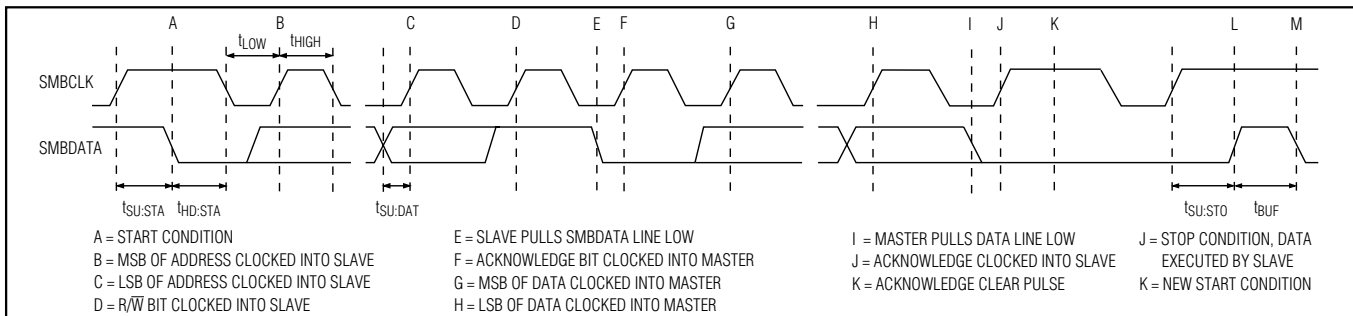 A B C D E F G H I J K L M
tLOW tHIGH
SMBCLK
SMBDATA
tSU:STA tHD:STA tSU:DAT tSU:STO tBUF
A = START CONDITION
B = MSB OF ADDRESS CLOCKED INTO SLAVE
C = LSB OF ADDRESS CLOCKED INTO SLAVE
D = R/W̅ BIT CLOCKED INTO SLAVE
E = SLAVE PULLS SMBDATA LINE LOW
F = ACKNOWLEDGE BIT CLOCKED INTO MASTER
G = MSB OF DATA CLOCKED INTO MASTER
H = LSB OF DATA CLOCKED INTO MASTER
I = MASTER PULLS DATA LINE LOW
J = ACKNOWLEDGE CLOCKED INTO SLAVE
K = ACKNOWLEDGE CLEAR PULSE
J = STOP CONDITION, DATA
EXECUTED BY SLAVE
K = NEW START CONDITION